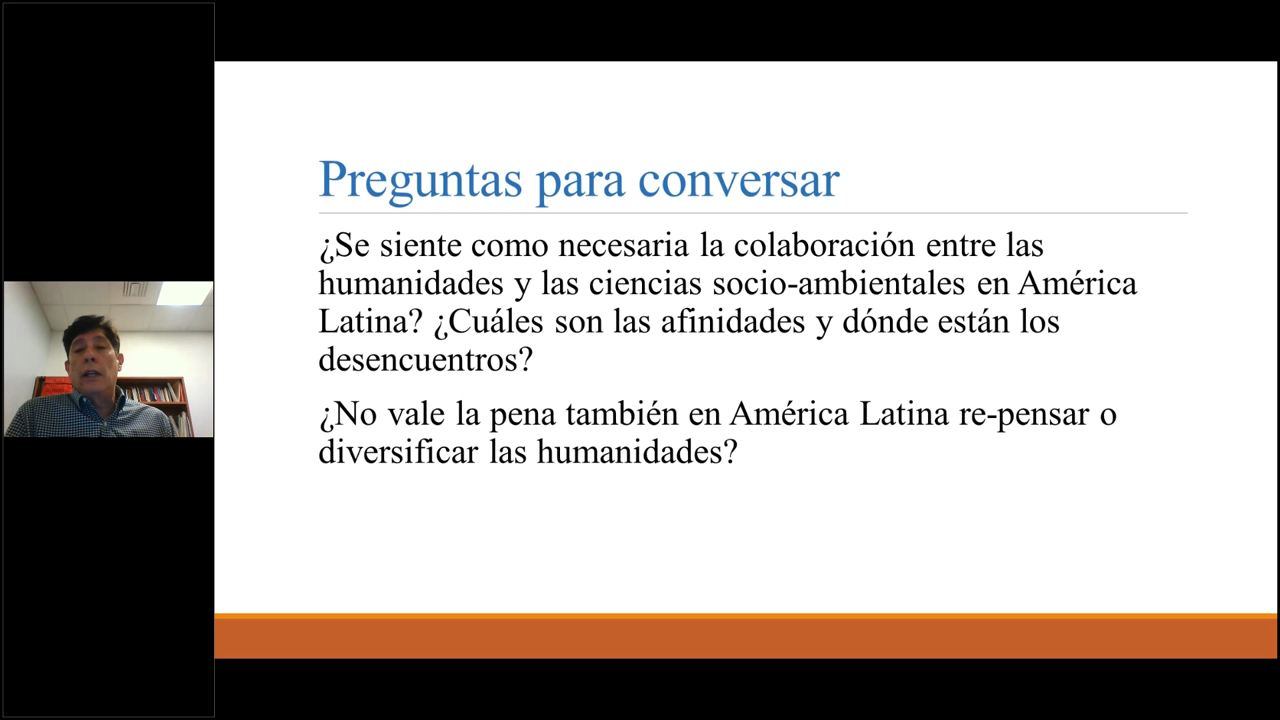 Preguntas para conversar
¿Se siente como necesaria la colaboración entre las
humanidades y las ciencias socio-ambientales en América
Latina? ¿Cuáles son las afinidades y dónde están los
desencuentros?
¿No vale la pena también en América Latina re-pensar o
diversificar las humanidades?